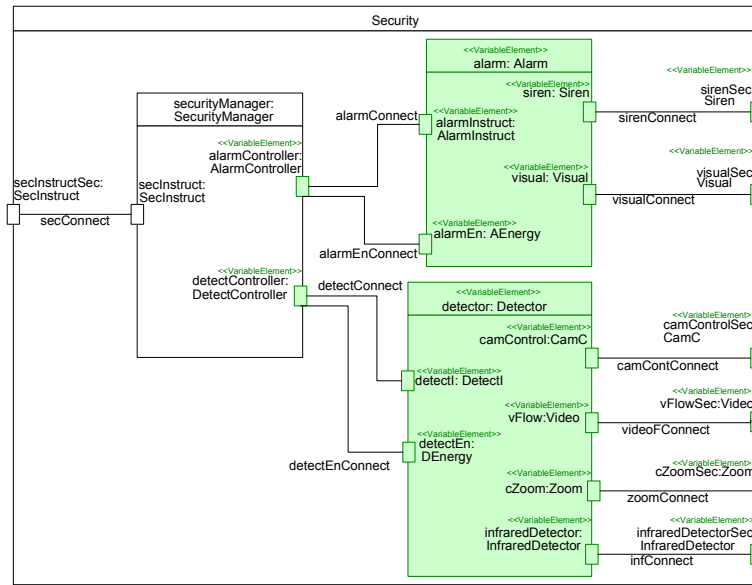 Security
<<VariableElement>>
alarm: Alarm
<<VariableElement>>
siren: Siren
<<VariableElement>>
sirenSec
Siren
sirenConnect
securityManager:
SecurityManager
alarmConnect
<<VariableElement>>
alarmInstruct:
AlarmInstruct
<<VariableElement>>
alarmController:
AlarmController
<<VariableElement>>
visual: Visual
<<VariableElement>>
visualSec
Visual
visualConnect
secInstructSec:
SecInstruct
secInstruct:
SecInstruct
secConnect
<<VariableElement>>
alarmEn: AEnergy
alarmEnConnect
<<VariableElement>>
detectController:
DetectController
detectConnect
<<VariableElement>>
detector: Detector
<<VariableElement>>
camControl:CamC
<<VariableElement>>
camControlSec
CamC
camContConnect
<<VariableElement>>
detectI: DetectI
<<VariableElement>>
vFlow:Video
<<VariableElement>>
vFlowSec:Video
videoFConnect
<<VariableElement>>
detectEn:
DEnergy
detectEnConnect
<<VariableElement>>
cZoom:Zoom
<<VariableElement>>
cZoomSec:Zoom
zoomConnect
<<VariableElement>>
infraredDetector:
InfraredDetector
<<VariableElement>>
infraredDetectorSec
InfraredDetector
infConnect